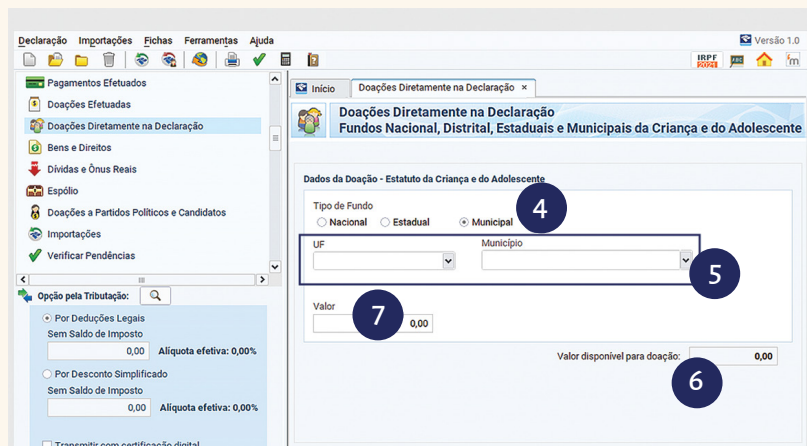 Declaração Importações Fichas Ferramentas Ajuda
Versão 1.0
IRPF
2021
Pagamentos Efetuados
Doações Efetuadas
Doações Diretamente na Declaração
Bens e Direitos
Dívidas e Ônus Reais
Espólio
Doações a Partidos Políticos e Candidatos
Importações
Verificar Pendências
Opção pela Tributação:
Por Deduções Legais
Sem Saldo de Imposto
0,00 Alíquota efetiva: 0,00%
Por Desconto Simplificado
Sem Saldo de Imposto
0,00 Alíquota efetiva: 0,00%
Transmitir com certificação digital
Início
Doações Diretamente na Declaração ×
Doações Diretamente na Declaração
Fundos Nacional, Distrital, Estaduais e Municipais da Criança e do Adolescente
Dados da Doação - Estatuto da Criança e do Adolescente
Tipo de Fundo
Nacional Estadual Municipal 4
UF Município
5
Valor
7
0,00
Valor disponível para doação: 0,00
6